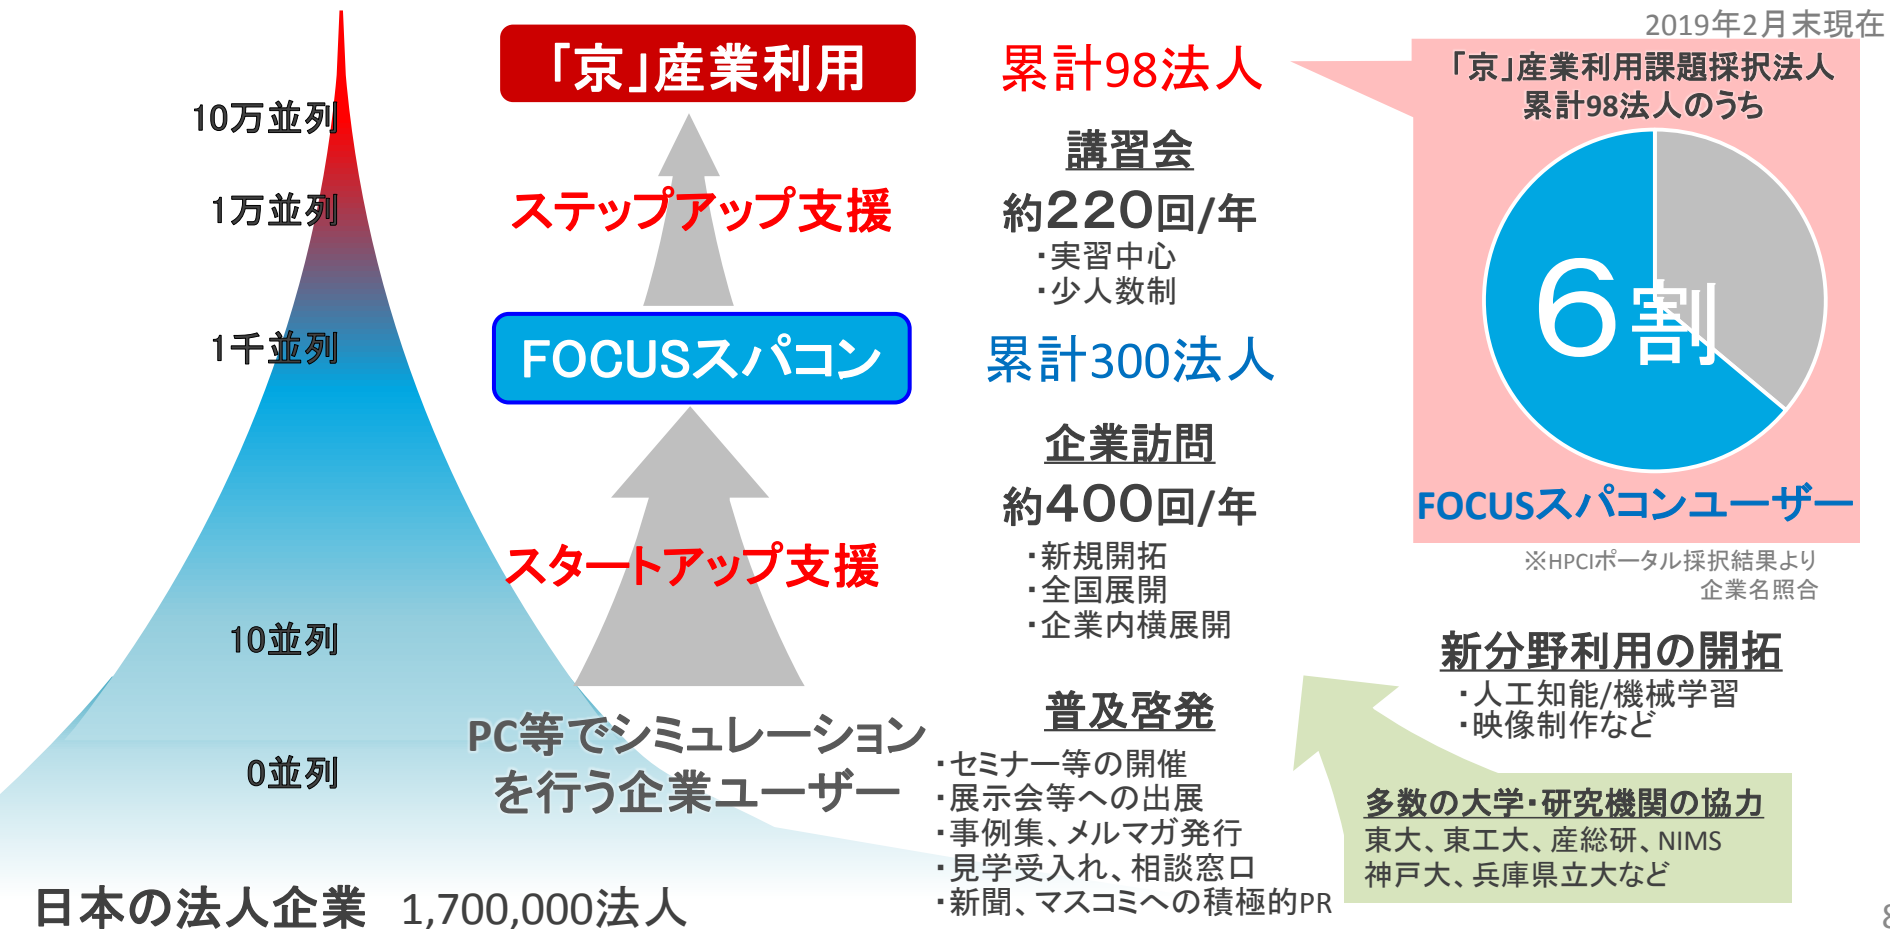 2019年2月末現在
10万並列
1万並列
1千並列
10並列
0並列
日本の法人企業 1,700,000法人
「京」産業利用
ステップアップ支援
FOCUSスパコン
スタートアップ支援
PC等でシミュレーション
を行う企業ユーザー
累計98法人
講習会
約220回/年
・実習中心
・少人数制
累計300法人
企業訪問
約400回/年
・新規開拓
・全国展開
・企業内横展開
普及啓発
・セミナー等の開催
・展示会等への出展
・事例集、メルマガ発行
・見学受入れ、相談窓口
・新聞、マスコミへの積極的PR
「京」産業利用課題採択法人
累計98法人のうち
6割
FOCUSスパコンユーザー
※HPCIポータル採択結果より
企業名照合
新分野利用の開拓
・人工知能/機械学習
・映像制作など
多数の大学・研究機関の協力
東大、東工大、産総研、NIMS
神戸大、兵庫県立大など